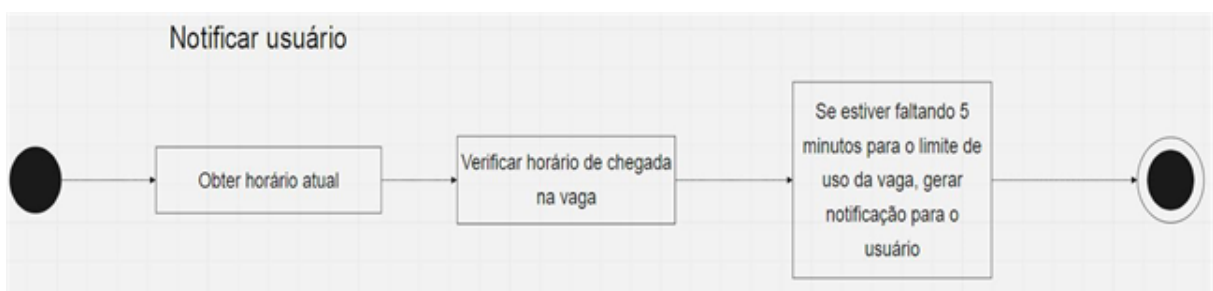 Notificar usuário
Obter horário atual
Verificar horário de chegada
na vaga
Se estiver faltando 5
minutos para o limite de
uso da vaga, gerar
notificação para o
usuário